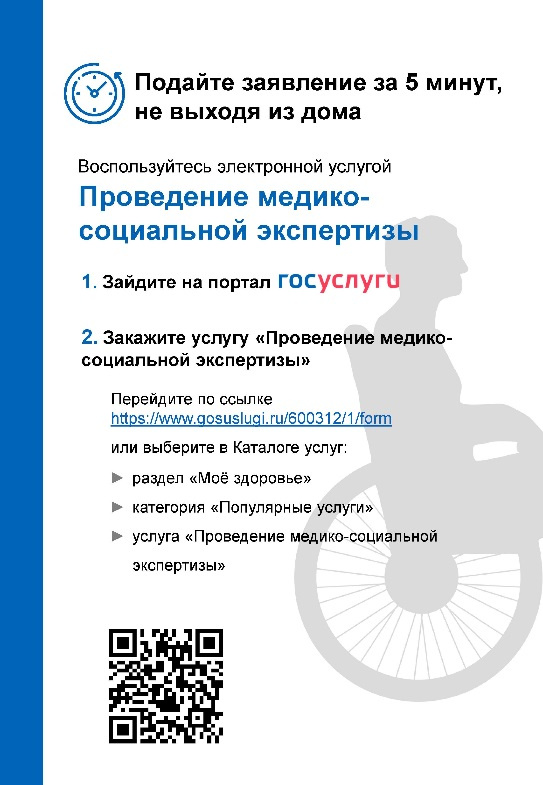 Подайте заявление за 5 минут,
не выходя из дома
Воспользуйтесь электронной услугой
Проведение медико-
социальной экспертизы
1. Зайдите на портал госуслуги
2. Закажите услугу «Проведение медико-
социальной экспертизы»
Перейдите по ссылке
https://www.gosuslugi.ru/600312/1/form
или выберите в Каталоге услуг:
► раздел «Моё здоровье»
► категория «Популярные услуги»
► услуга «Проведение медико-социальной
экспертизы»